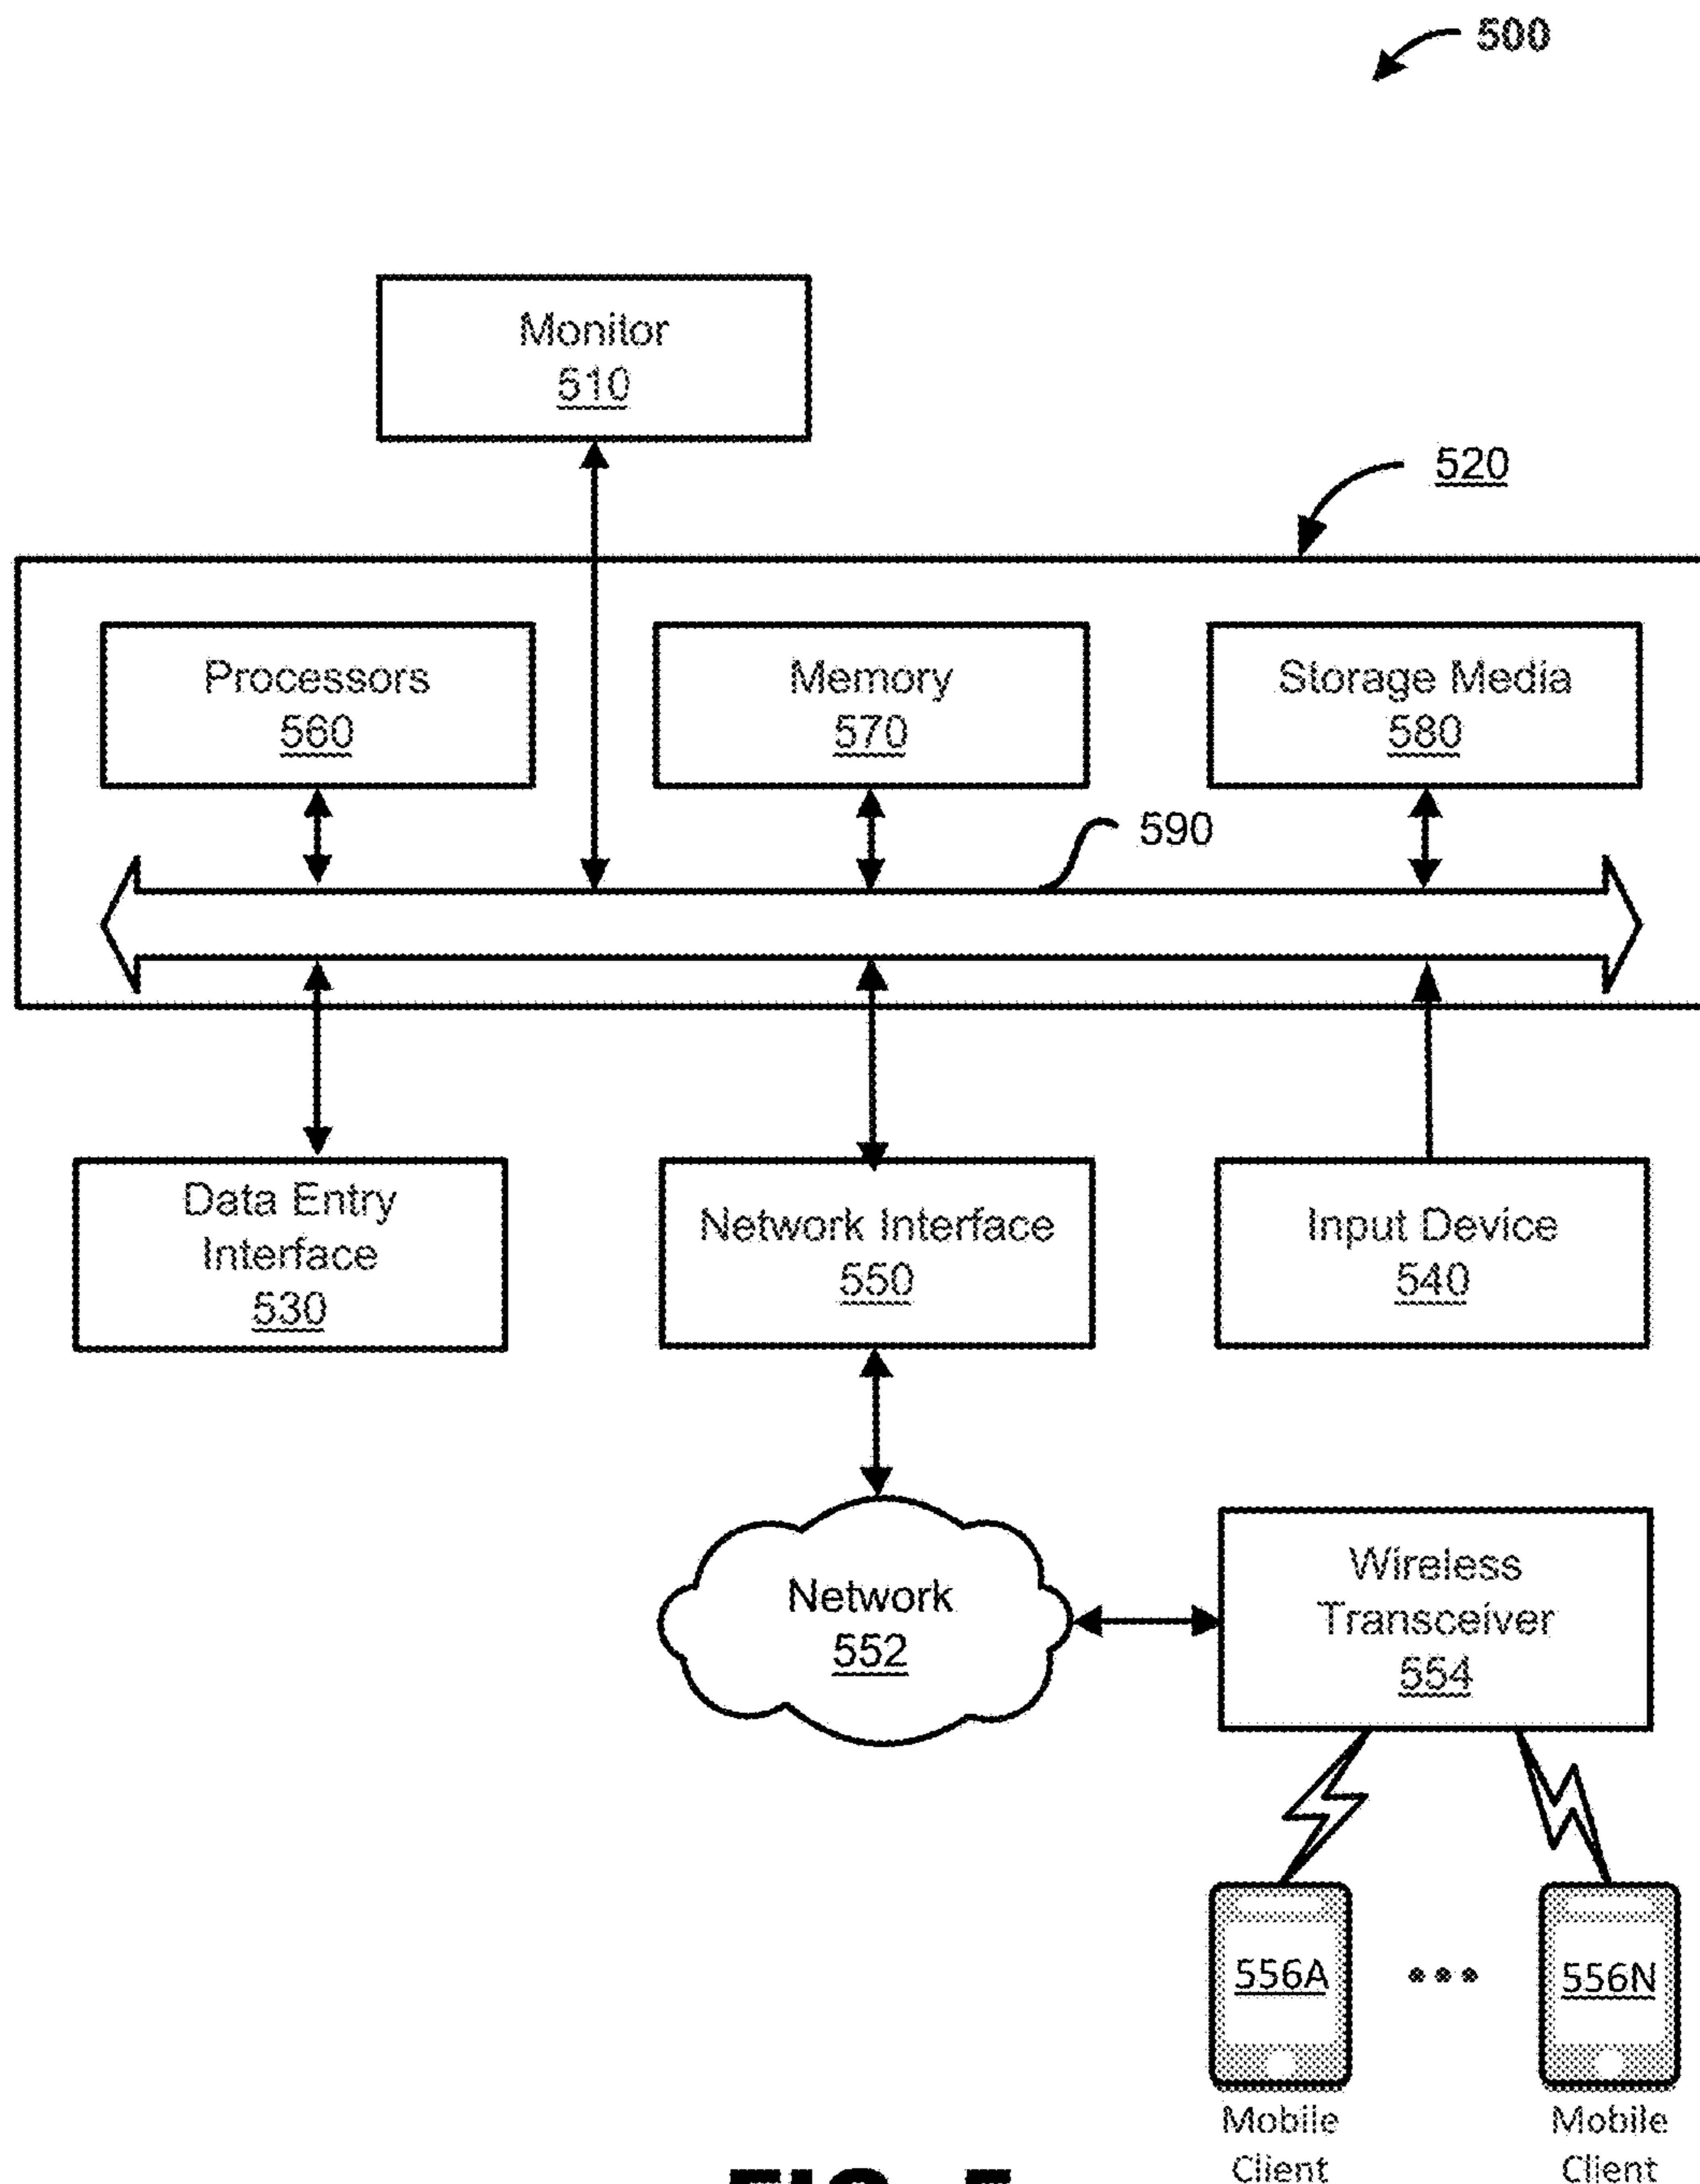 500
Monitor
510
520
Processors
560
Memory
570
Storage Media
580
590
Data Entry
Interface
530
Network Interface
550
Input Device
540
Network
552
Wireless
Transceiver
554
556A
556N
Mobile
Client
Mobile
Client